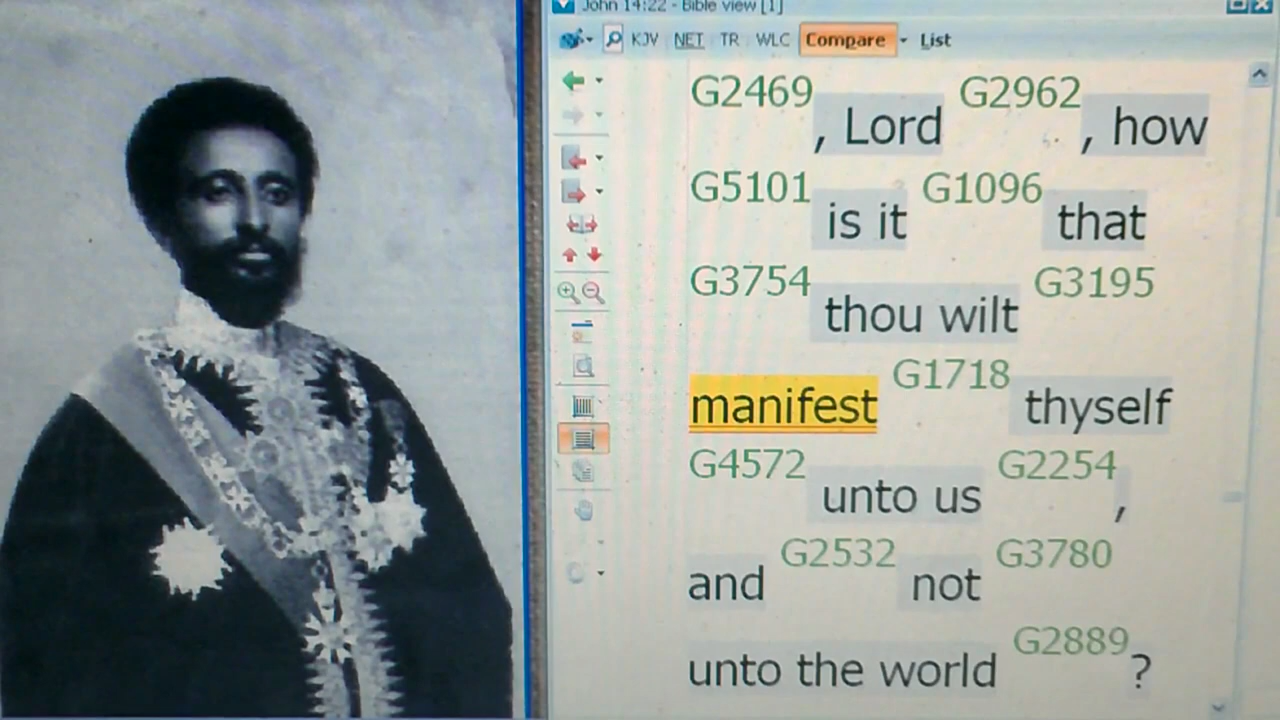 John 14:22 - Bible view [1]
KJV NET TR WLC Compare List
G2469, Lord G2962, how
G5101 is it G1096 that
G3754 thou wilt G3195
manifest G1718 thyself
G4572 unto us G2254,
and G2532 not G3780
unto the world G2889?